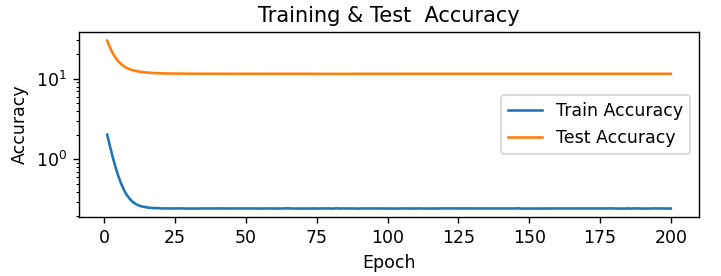 Training & Test  Accuracy
Accuracy
10¹
10⁰
Train Accuracy
Test Accuracy
0 25 50 75 100 125 150 175 200
Epoch